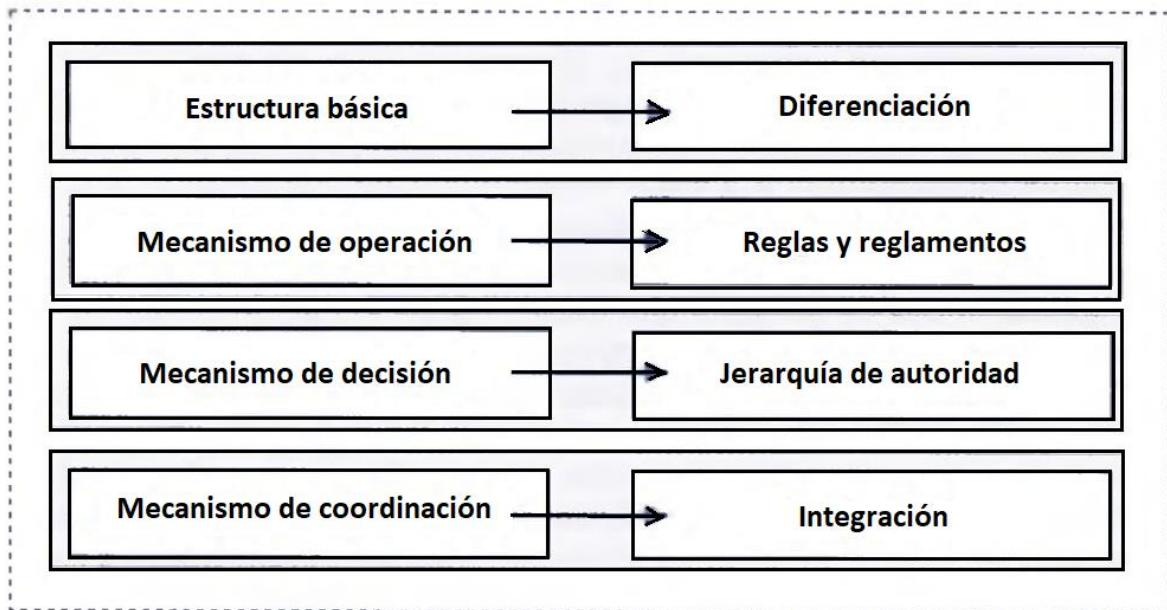 Estructura básica
Diferenciación
Mecanismo de operación
Reglas y reglamentos
Mecanismo de decisión
Jerarquía de autoridad
Mecanismo de coordinación
Integración